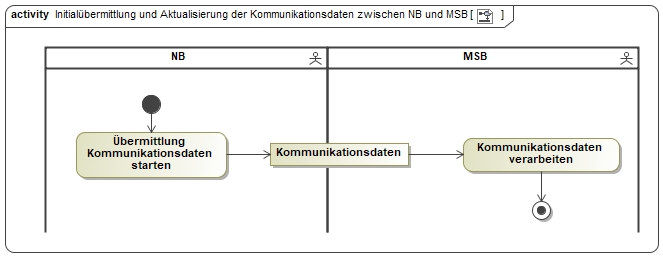 activity Initialübermittlung und Aktualisierung der Kommunikationsdaten zwischen NB und MSB [ ]
NB
MSB
Übermittlung
Kommunikationsdaten
starten
Kommunikationsdaten
Kommunikationsdaten
verarbeiten